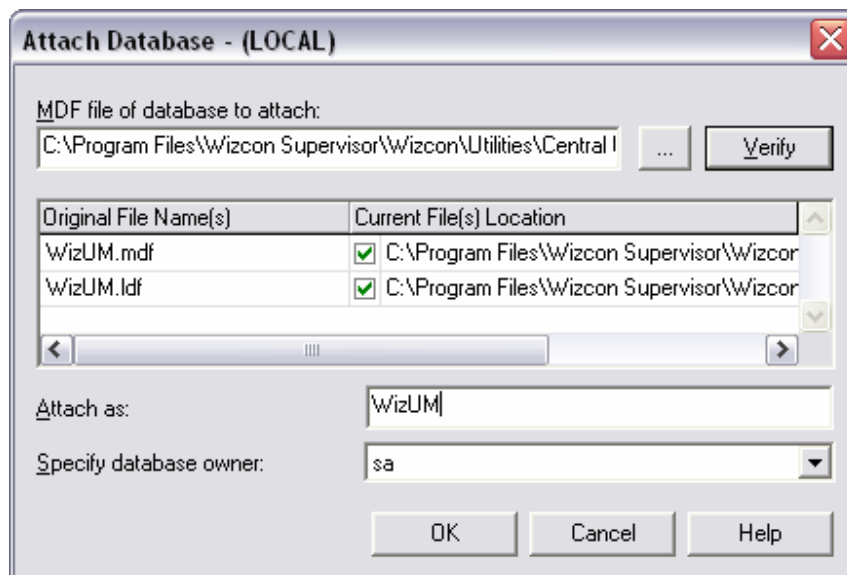 Attach Database - (LOCAL)
MDF file of database to attach:
C:\Program Files\Wizcon Supervisor\Wizcon\Utilities\Central
... Verify
Original File Name(s) Current File(s) Location
WizUM.mdf C:\Program Files\Wizcon Supervisor\Wizcon
WizUM.ldf C:\Program Files\Wizcon Supervisor\Wizcon
Attach as: WizUM
Specify database owner: sa
OK Cancel Help